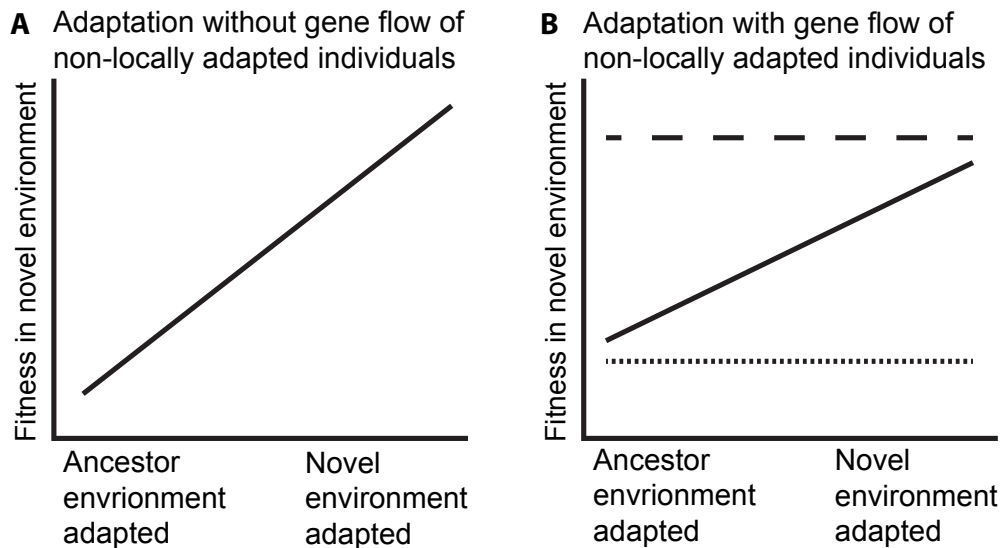 A Adaptation without gene flow of
non-locally adapted individuals
Fitness in novel environment
Ancestor
envrionment
adapted
Novel
environment
adapted
B Adaptation with gene flow of
non-locally adapted individuals
Fitness in novel environment
Ancestor
envrionment
adapted
Novel
environment
adapted